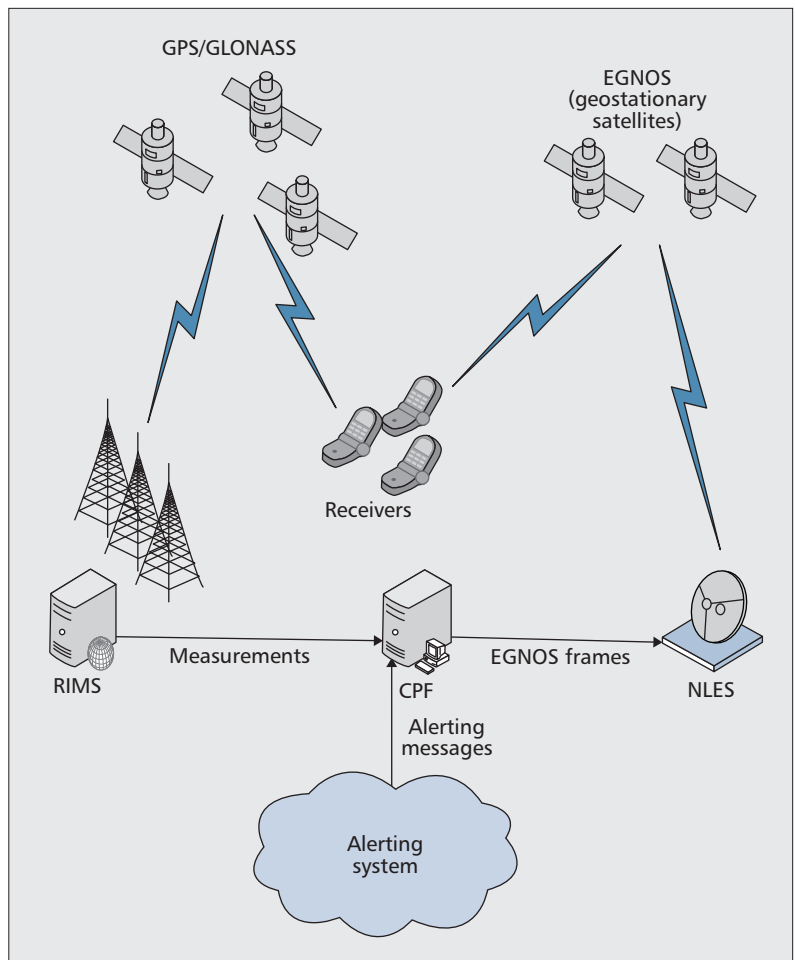 GPS/GLONASS
EGNOS
(geostationary
satellites)
Receivers
Measurements
EGNOS frames
RIMS
CPF
NLES
Alerting
messages
Alerting
system